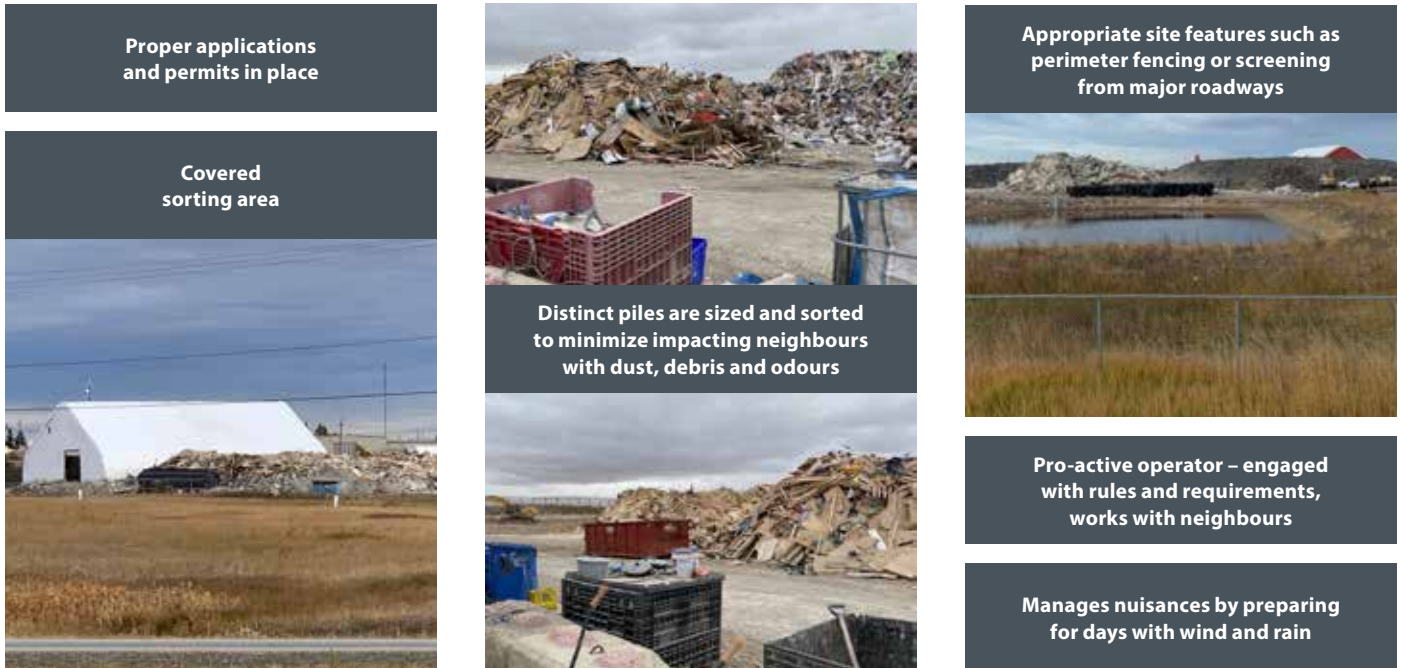 Proper applications
and permits in place
Covered
sorting area
Distinct piles are sized and sorted
to minimize impacting neighbours
with dust, debris and odours
Appropriate site features such as
perimeter fencing or screening
from major roadways
Pro-active operator – engaged
with rules and requirements,
works with neighbours
Manages nuisances by preparing
for days with wind and rain